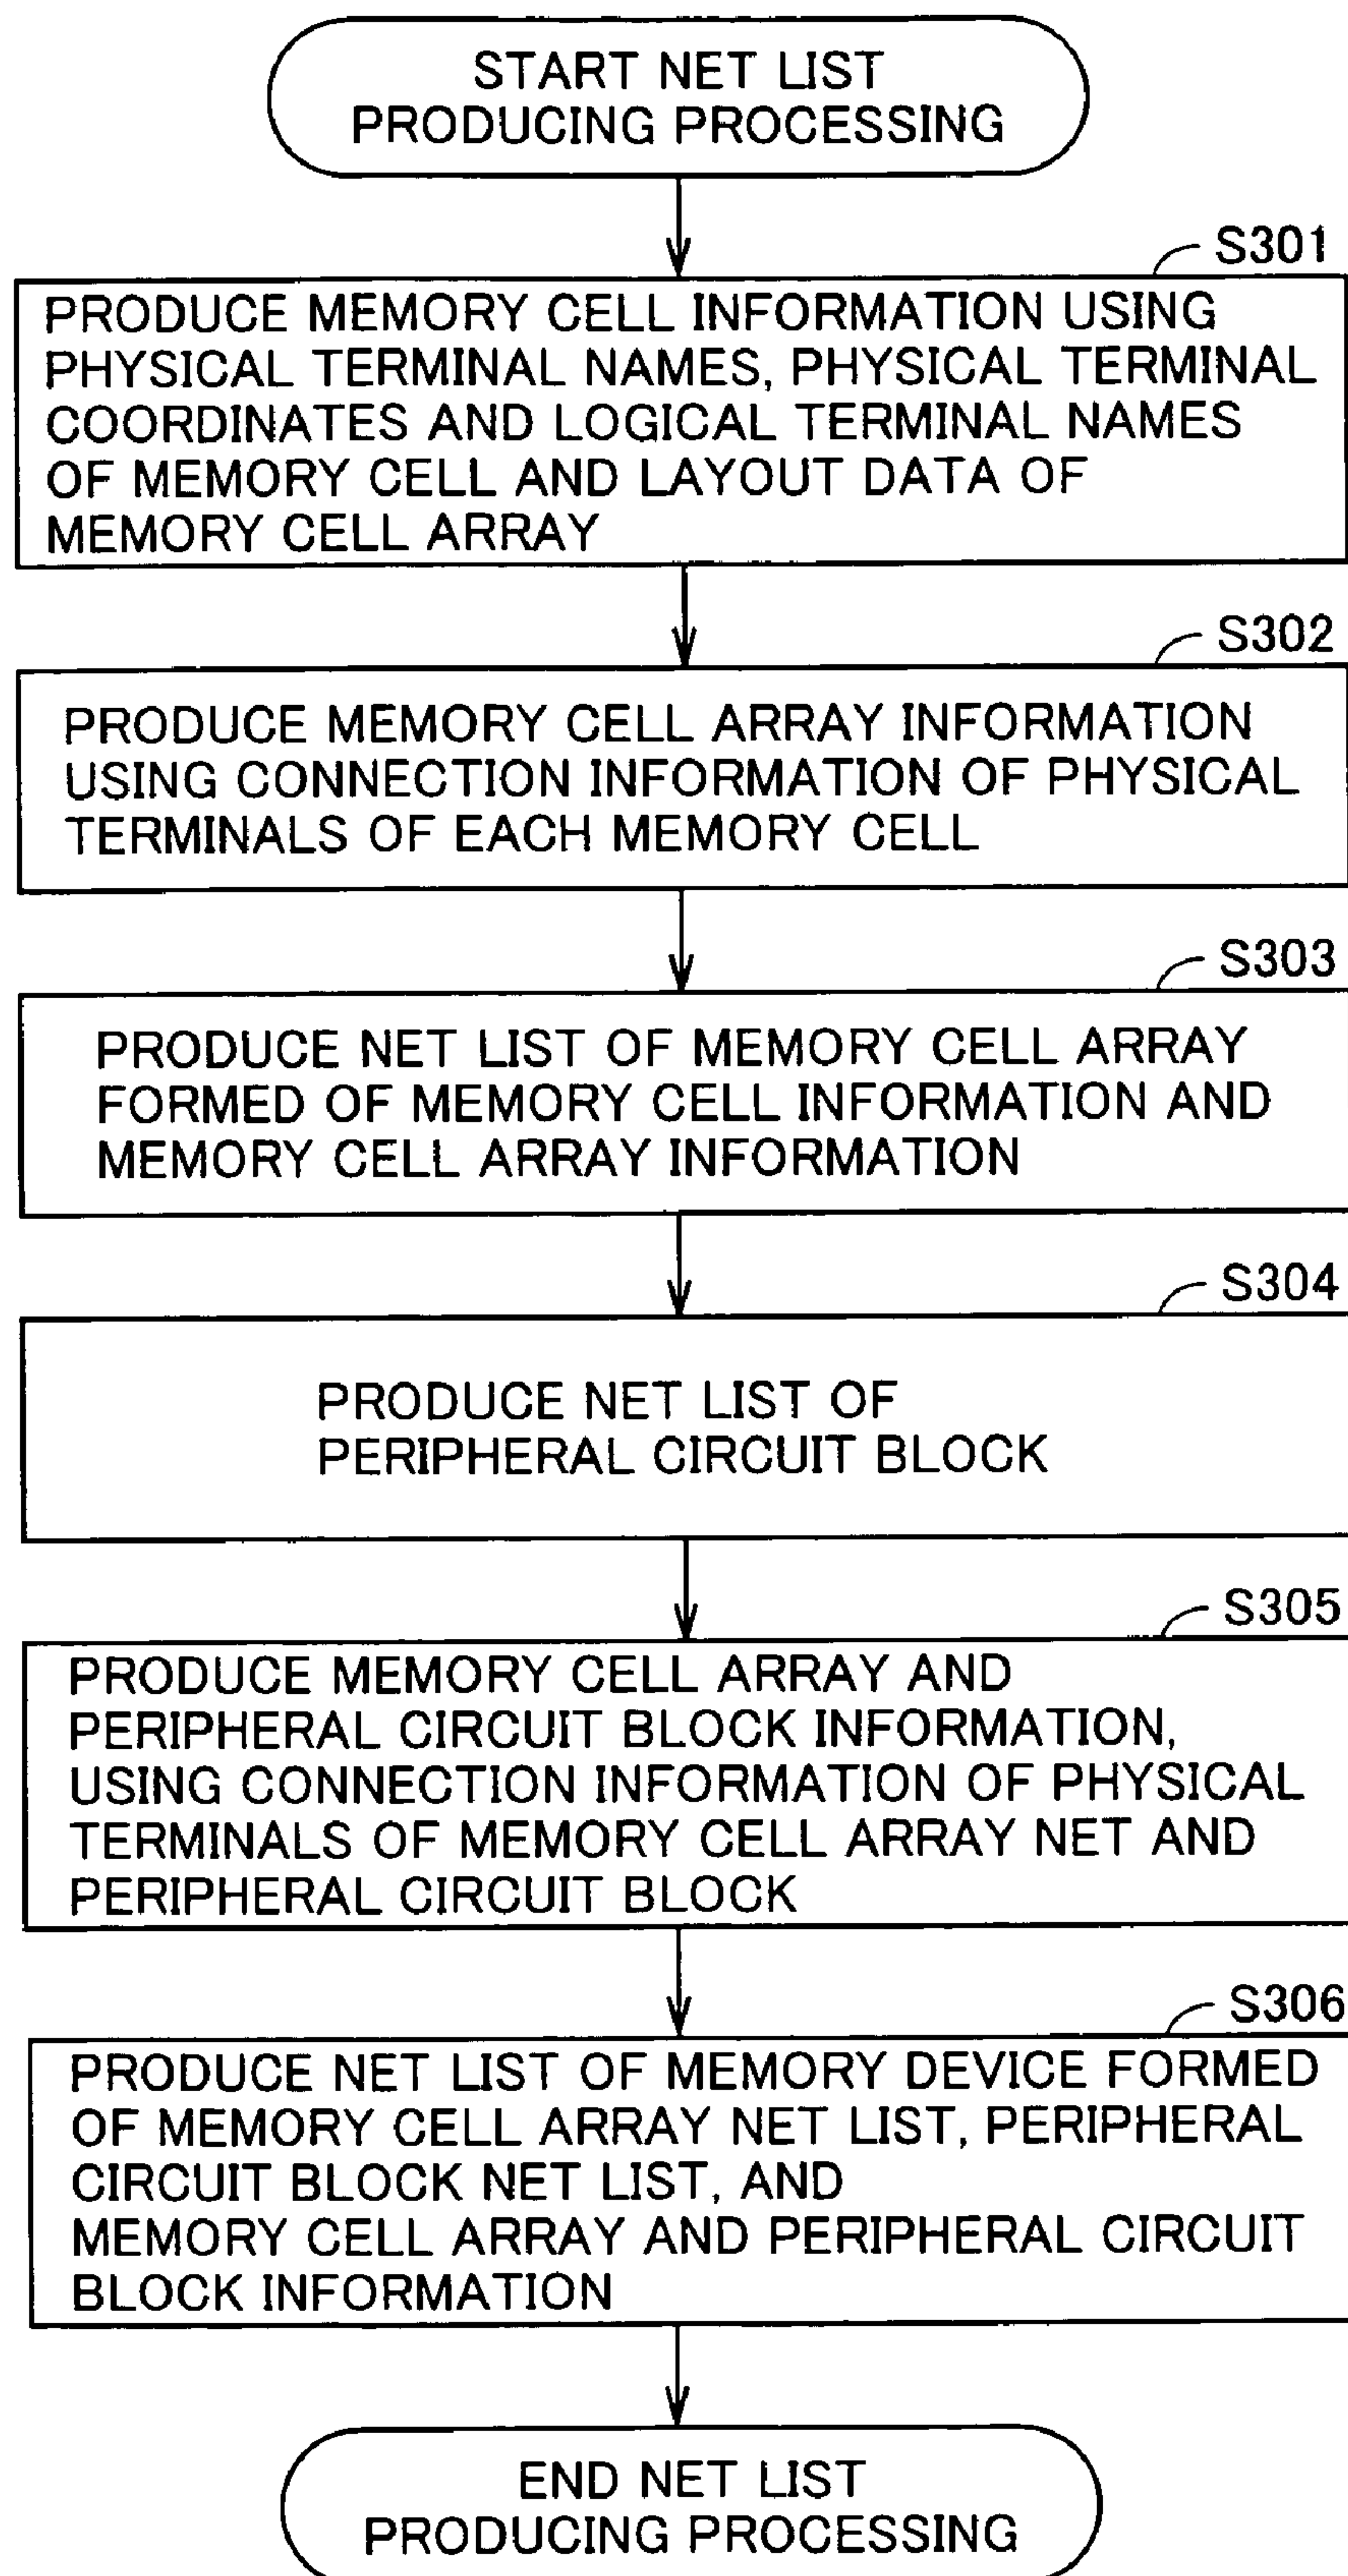 START NET LIST
PRODUCING PROCESSING
S301
PRODUCE MEMORY CELL INFORMATION USING
PHYSICAL TERMINAL NAMES, PHYSICAL TERMINAL
COORDINATES AND LOGICAL TERMINAL NAMES
OF MEMORY CELL AND LAYOUT DATA OF
MEMORY CELL ARRAY
S302
PRODUCE MEMORY CELL ARRAY INFORMATION
USING CONNECTION INFORMATION OF PHYSICAL
TERMINALS OF EACH MEMORY CELL
S303
PRODUCE NET LIST OF MEMORY CELL ARRAY
FORMED OF MEMORY CELL INFORMATION AND
MEMORY CELL ARRAY INFORMATION
S304
PRODUCE NET LIST OF
PERIPHERAL CIRCUIT BLOCK
S305
PRODUCE MEMORY CELL ARRAY AND
PERIPHERAL CIRCUIT BLOCK INFORMATION,
USING CONNECTION INFORMATION OF PHYSICAL
TERMINALS OF MEMORY CELL ARRAY NET AND
PERIPHERAL CIRCUIT BLOCK
S306
PRODUCE NET LIST OF MEMORY DEVICE FORMED
OF MEMORY CELL ARRAY NET LIST, PERIPHERAL
CIRCUIT BLOCK NET LIST, AND
MEMORY CELL ARRAY AND PERIPHERAL CIRCUIT
BLOCK INFORMATION
END NET LIST
PRODUCING PROCESSING